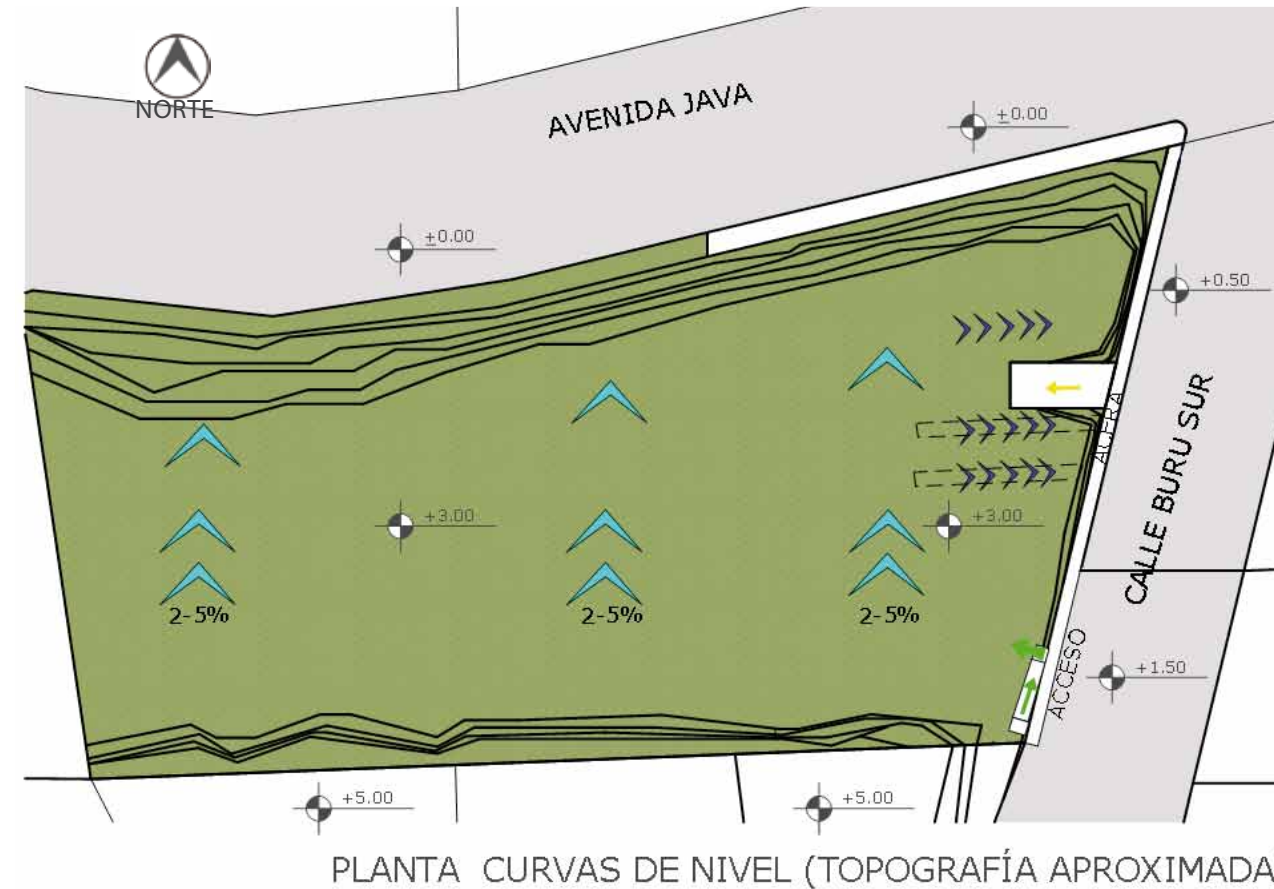 NORTE
AVENIDA JAVA
±0.00
±0.00
+0.50
ACERA
CALLE BURU SUR
+3.00
+3.00
2-5%
2-5%
2-5%
ACCESO
+1.50
+5.00
+5.00
PLANTA CURVAS DE NIVEL (TOPOGRAFÍA APROXIMADA